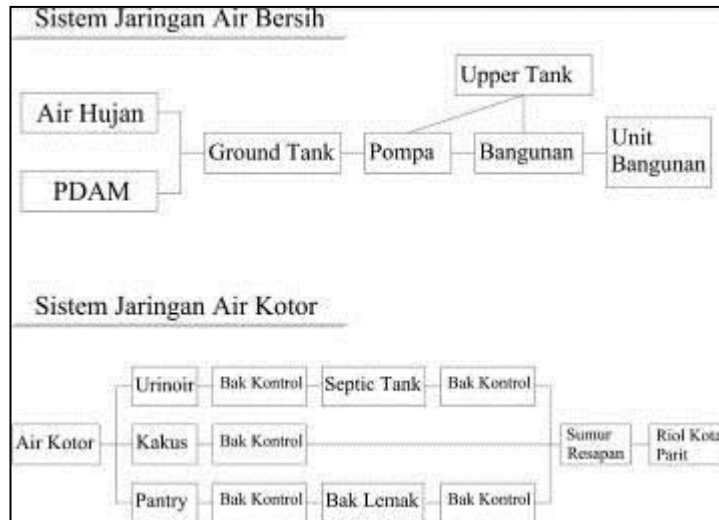 Sistem Jaringan Air Bersih
Upper Tank
Air Hujan
Ground Tank
Pompa
Bangunan
Unit
Bangunan
PDAM
Sistem Jaringan Air Kotor
Urinoir
Bak Kontrol
Septic Tank
Bak Kontrol
Air Kotor
Kakus
Bak Kontrol
Sumur
Resapan
Riol Kota
Parit
Pantry
Bak Kontrol
Bak Lemak
Bak Kontrol